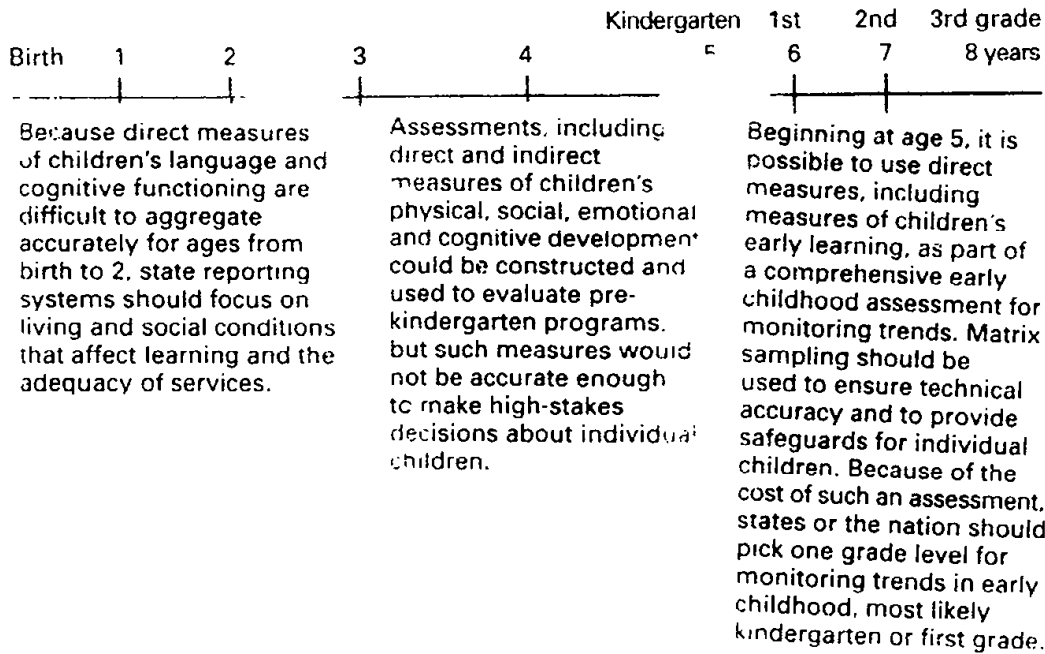 Kindergarten 1st 2nd 3rd grade
Birth 1 2 3 4 5 6 7 8 years
Because direct measures
of children's language and
cognitive functioning are
difficult to aggregate
accurately for ages from
birth to 2, state reporting
systems should focus on
living and social conditions
that affect learning and the
adequacy of services.
Assessments, including
direct and indirect
measures of children's
physical, social, emotional
and cognitive development
could be constructed and
used to evaluate pre-
kindergarten programs.
but such measures would
not be accurate enough
to make high-stakes
decisions about individual
children.
Beginning at age 5, it is
possible to use direct
measures, including
measures of children's
early learning, as part of
a comprehensive early
childhood assessment for
monitoring trends. Matrix
sampling should be
used to ensure technical
accuracy and to provide
safeguards for individual
children. Because of the
cost of such an assessment,
states or the nation should
pick one grade level for
monitoring trends in early
childhood, most likely
kindergarten or first grade.